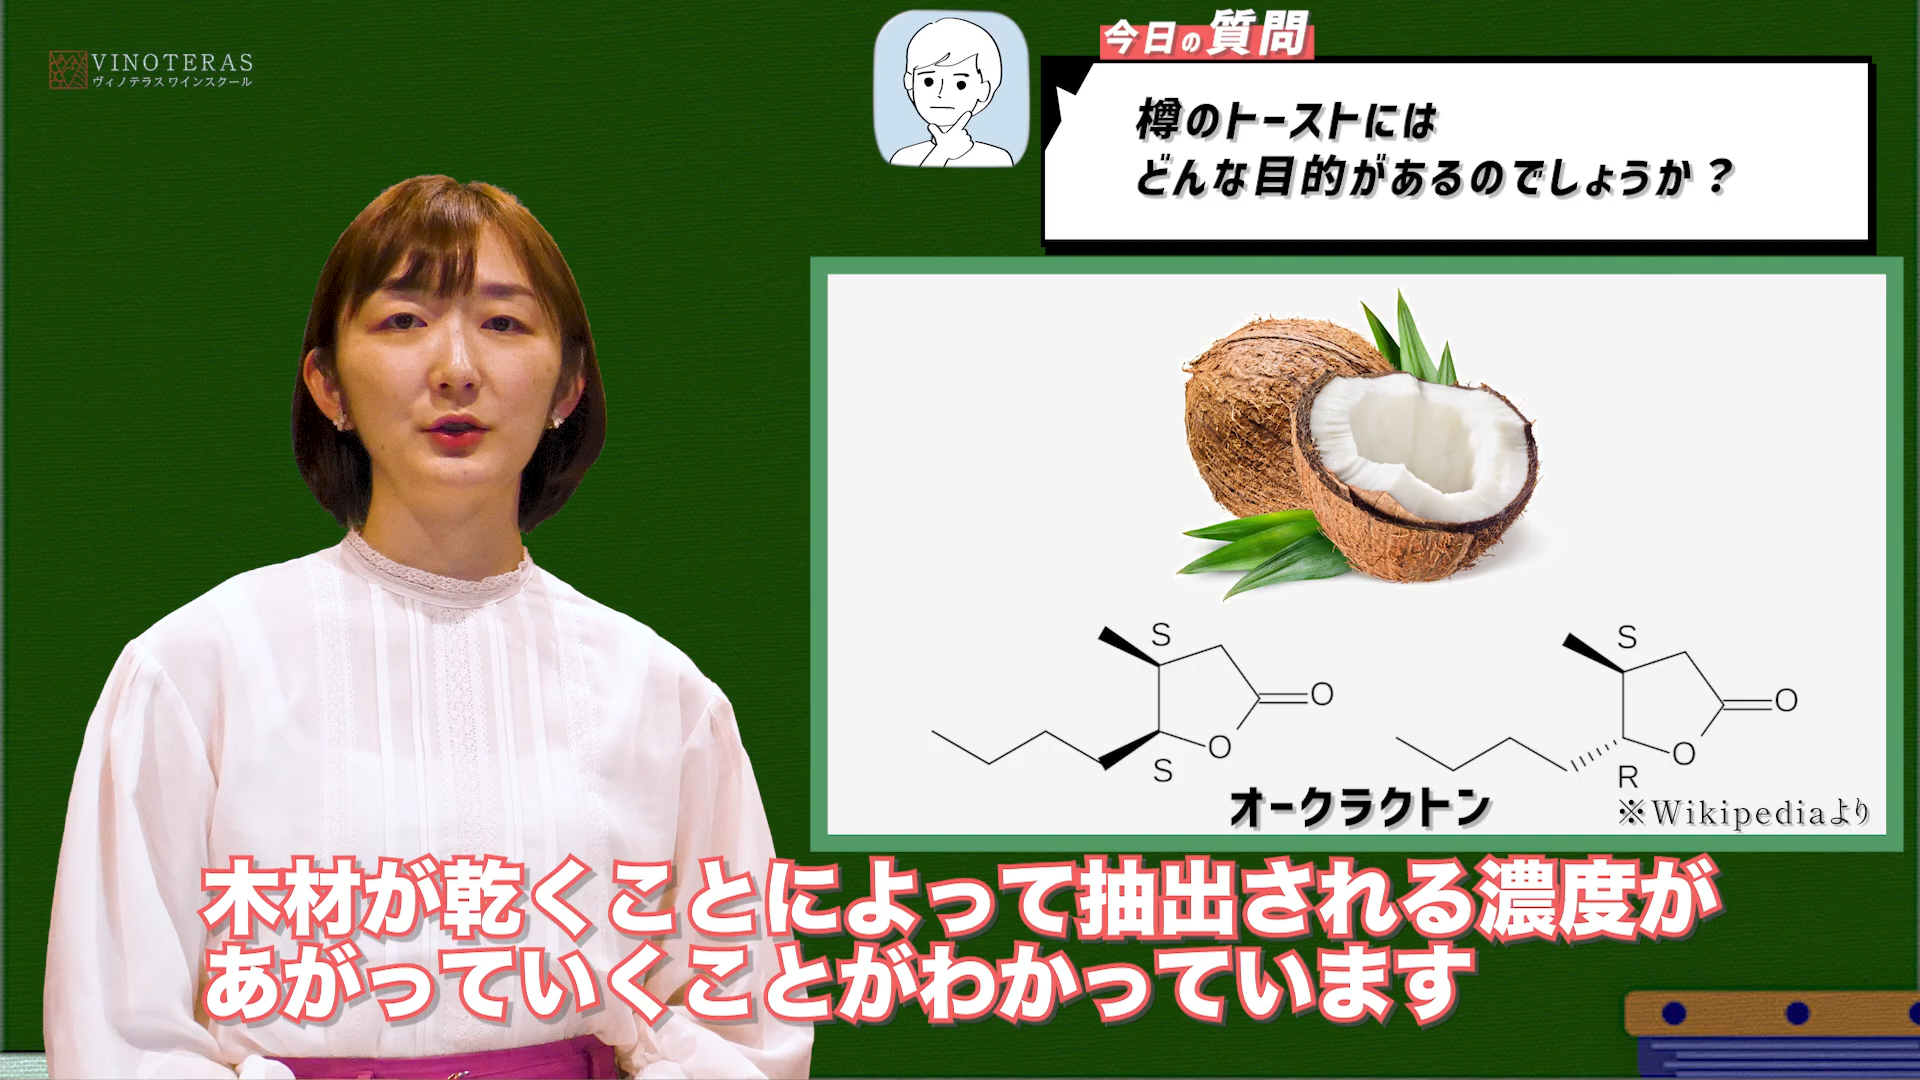 VINOTERAS
ヴィノテラス ワインスクール
今日の質問
樽のトーストには
どんな目的があるのでしょうか？
S
O
O
S
S
O
O
R
オークラクトン
※Wikipediaより
木材が乾くことによって抽出される濃度が
あがっていくことがわかっています